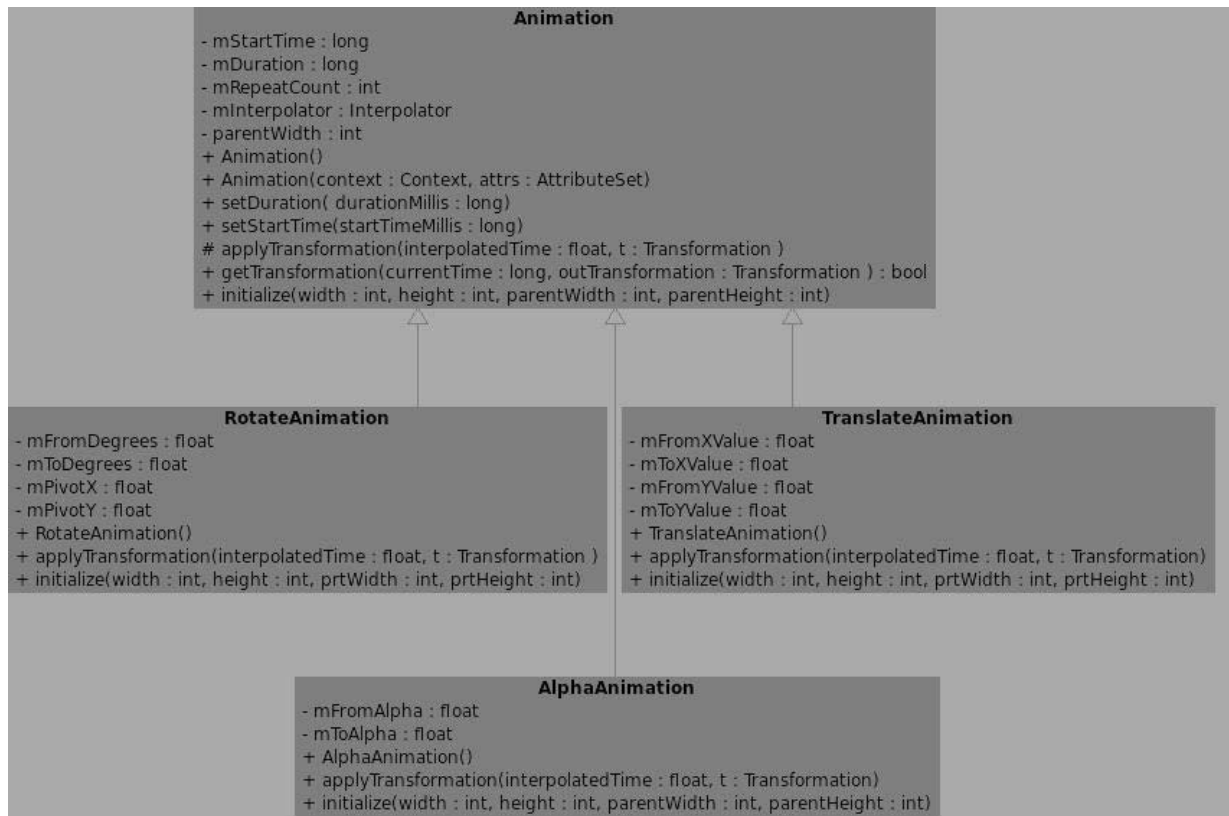 Animation
- mStartTime : long
- mDuration : long
- mRepeatCount : int
- mInterpolator : Interpolator
- parentWidth : int
+ Animation()
+ Animation(context : Context, attrs : AttributeSet)
+ setDuration( durationMillis : long)
+ setStartTime(startTimeMillis : long)
# applyTransformation(interpolatedTime : float, t : Transformation )
+ getTransformation(currentTime : long, outTransformation : Transformation ) : bool
+ initialize(width : int, height : int, parentWidth : int, parentHeight : int)
RotateAnimation
- mFromDegrees : float
- mToDegrees : float
- mPivotX : float
- mPivotY : float
+ RotateAnimation()
+ applyTransformation(interpolatedTime : float, t : Transformation )
+ initialize(width : int, height : int, prtWidth : int, prtHeight : int)
TranslateAnimation
- mFromXValue : float
- mToXValue : float
- mFromYValue : float
- mToYValue : float
+ TranslateAnimation()
+ applyTransformation(interpolatedTime : float, t : Transformation)
+ initialize(width : int, height : int, prtWidth : int, prtHeight : int)
AlphaAnimation
- mFromAlpha : float
- mToAlpha : float
+ AlphaAnimation()
+ applyTransformation(interpolatedTime : float, t : Transformation)
+ initialize(width : int, height : int, parentWidth : int, parentHeight : int)